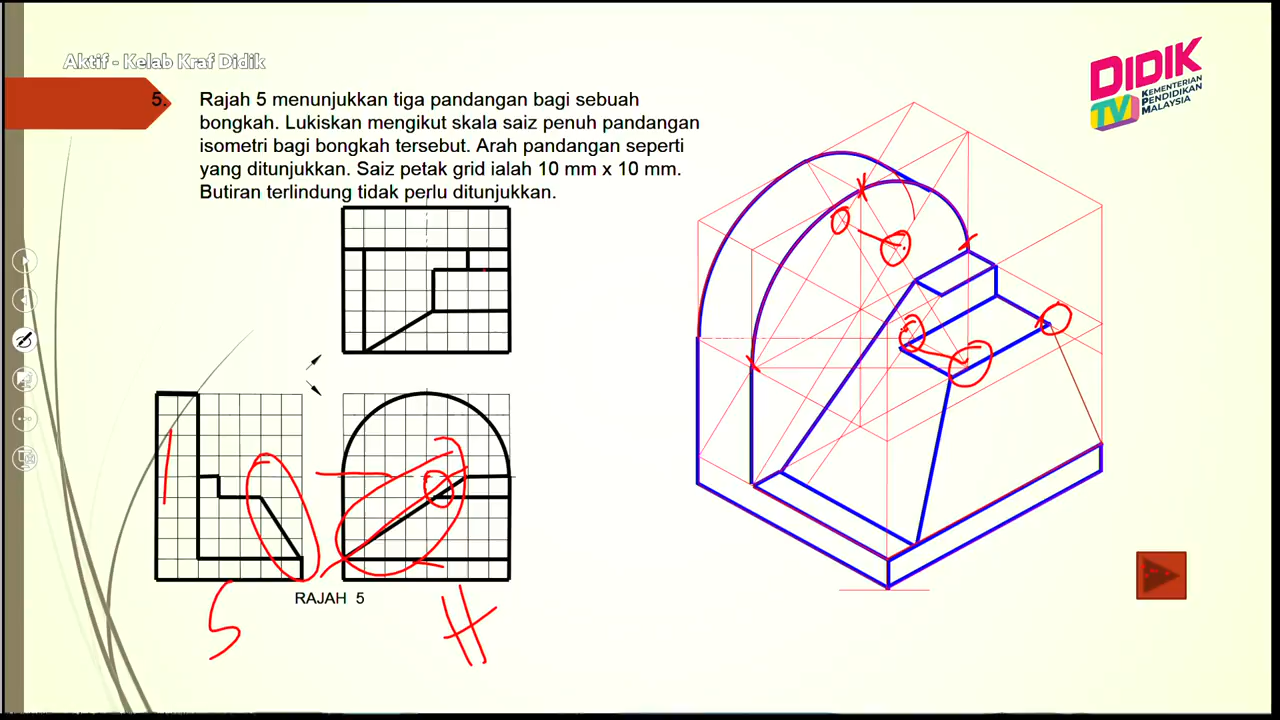 Aktif - Kelab Kraf Didik
5. Rajah 5 menunjukkan tiga pandangan bagi sebuah
bongkah. Lukiskan mengikut skala saiz penuh pandangan
isometri bagi bongkah tersebut. Arah pandangan seperti
yang ditunjukkan. Saiz petak grid ialah 10 mm x 10 mm.
Butiran terlindung tidak perlu ditunjukkan.
DIDIK
TV
KEMENTERIAN
PENDIDIKAN
MALAYSIA
RAJAH 5
S
H